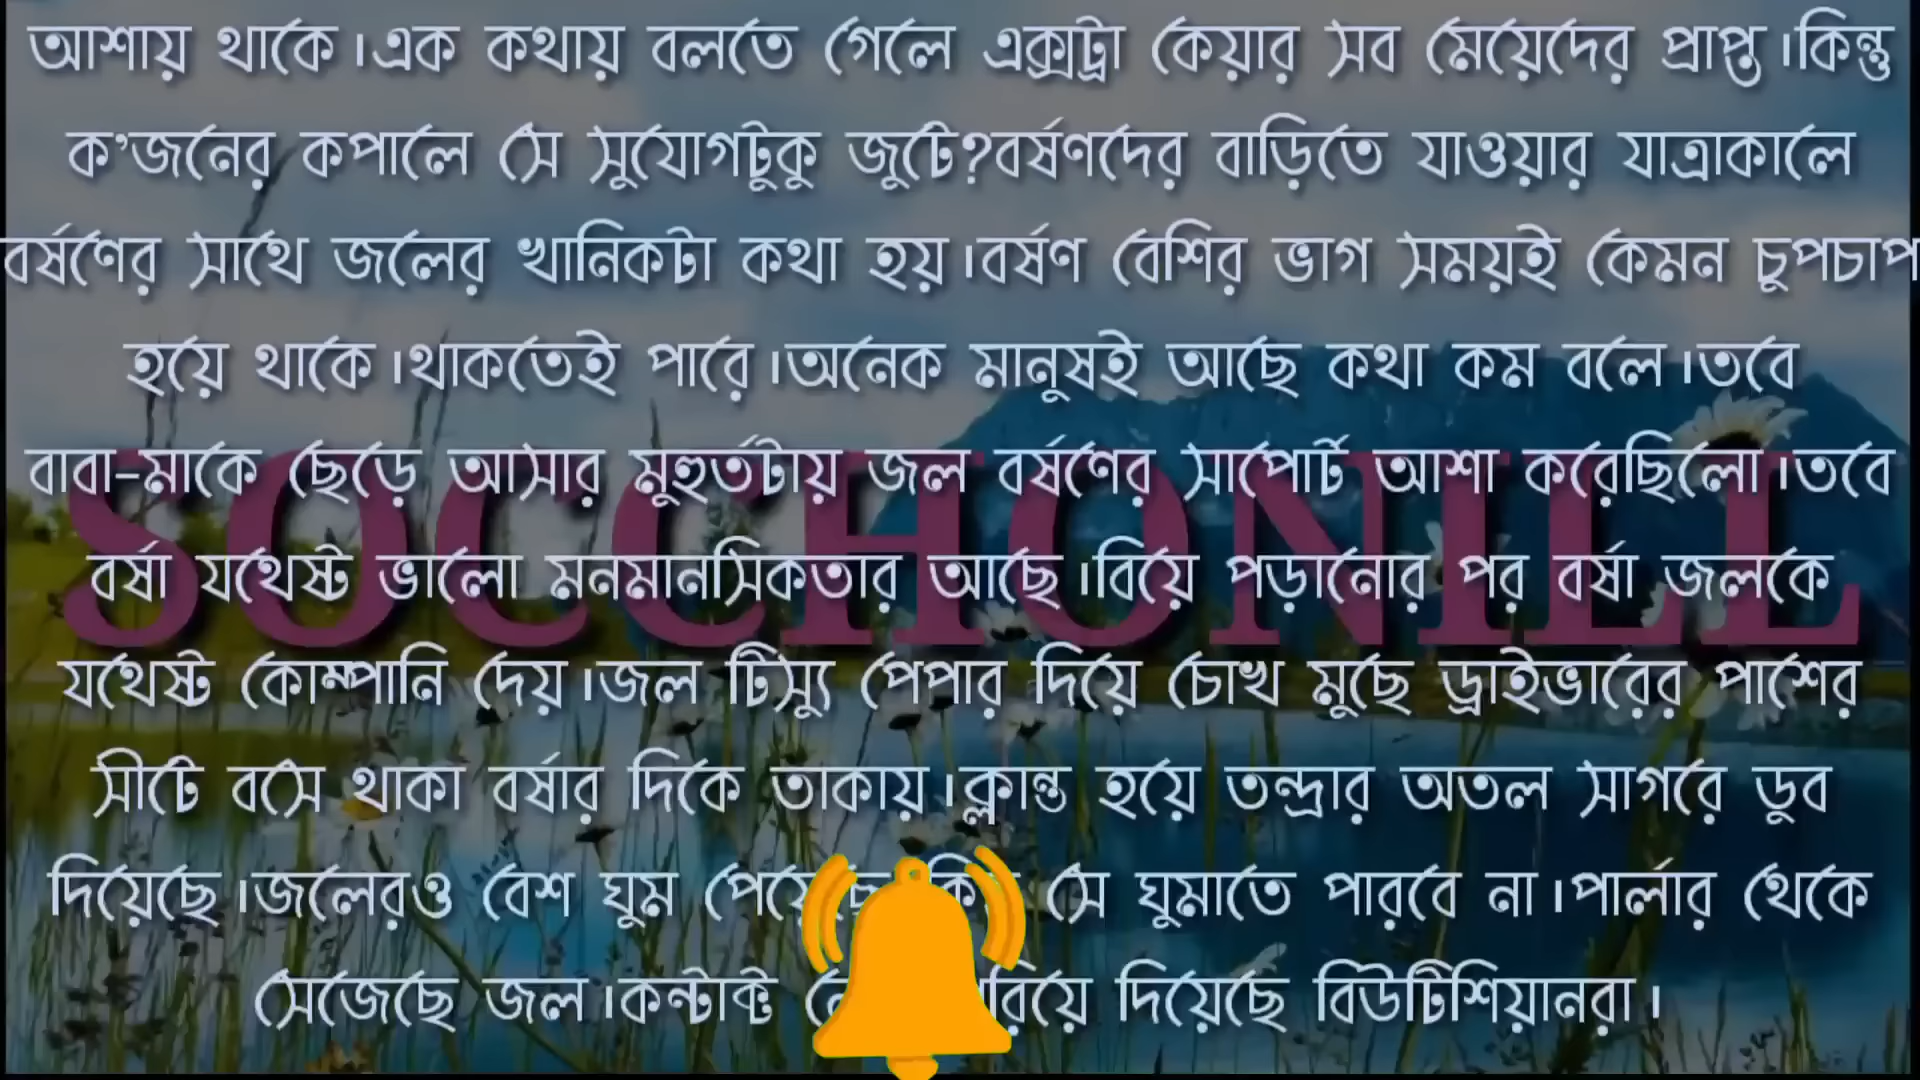 আশায় থাকে।এক কথায় বলতে গেলে এক্সট্রা কেয়ার সব মেয়েদের প্রাপ্ত।কিন্তু
ক'জনের কপালে সে সুযোগটুকু জুটে?বর্ষণদের বাড়িতে যাওয়ার যাত্রাকালে
বর্ষণের সাথে জলের খানিকটা কথা হয়।বর্ষণ বেশির ভাগ সময়ই কেমন চুপচাপ
হয়ে থাকে।থাকতেই পারে।অনেক মানুষই আছে কথা কম বলে।তবে
বাবা-মাকে ছেড়ে আসার মুহুর্তটায় জল বর্ষণের সাপোর্ট আশা করেছিলো।তবে
SOCCHONILL
বর্ষা যথেষ্ট ভালো মনমানসিকতার আছে।বিয়ে পড়ানোর পর বর্ষা জলকে
যথেষ্ট কোম্পানি দেয়।জল টিস্যু পেপার দিয়ে চোখ মুছে ড্রাইভারের পাশের
সীটে বসে থাকা বর্ষার দিকে তাকায়।ক্লান্ত হয়ে তন্দ্রার অতল সাগরে ডুব
দিয়েছে।জলেরও বেশ ঘুম সে ঘুমাতে পারবে না।পার্লার থেকে
সেজেছে জল।কন্টাক্ট দিয়েছে বিউটিশিয়ানরা।